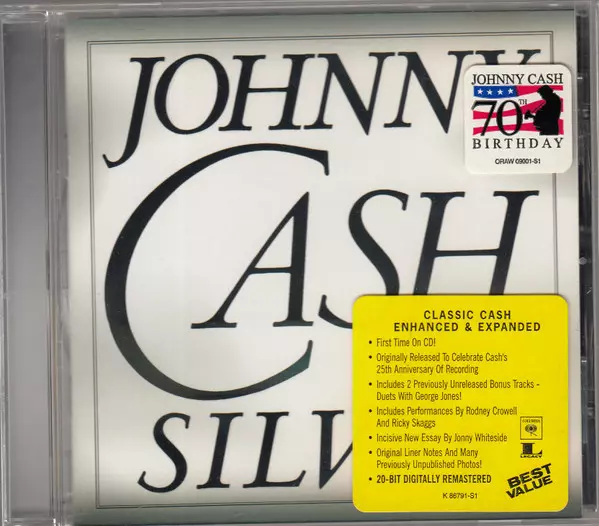 JOHNNY
CASH
SILV
JOHNNY CASH
70TH
BIRTHDAY
ORAW 09001-S1
CLASSIC CASH
ENHANCED & EXPANDED
• First Time On CD!
• Originally Released To Celebrate Cash's
25th Anniversary Of Recording
• Includes 2 Previously Unreleased Bonus Tracks -
Duets With George Jones!
• Includes Performances By Rodney Crowell
And Ricky Skaggs
• Incisive New Essay By Jonny Whiteside
• Original Liner Notes And Many
Previously Unpublished Photos!
• 20-BIT DIGITALLY REMASTERED
COLUMBIA
LEGACY
BEST
VALUE
K 86791-S1